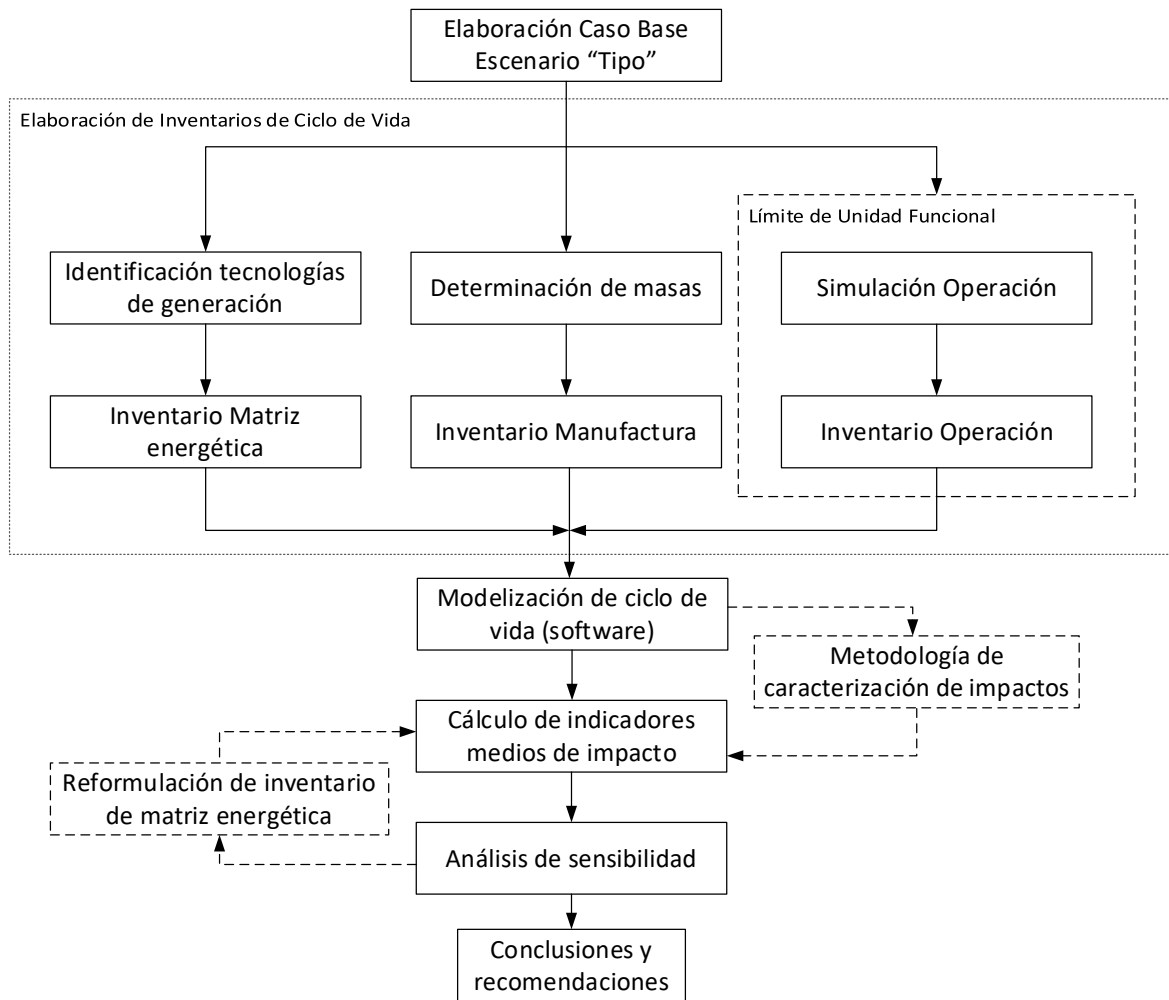 Elaboración Caso Base
Escenario “Tipo”
Elaboración de Inventarios de Ciclo de Vida
Límite de Unidad Funcional
Identificación tecnologías
de generación
Determinación de masas
Simulación Operación
Inventario Matriz
energética
Inventario Manufactura
Inventario Operación
Modelización de ciclo de
vida (software)
Metodología de
caracterización de impactos
Cálculo de indicadores
medios de impacto
Reformulación de inventario
de matriz energética
Análisis de sensibilidad
Conclusiones y
recomendaciones